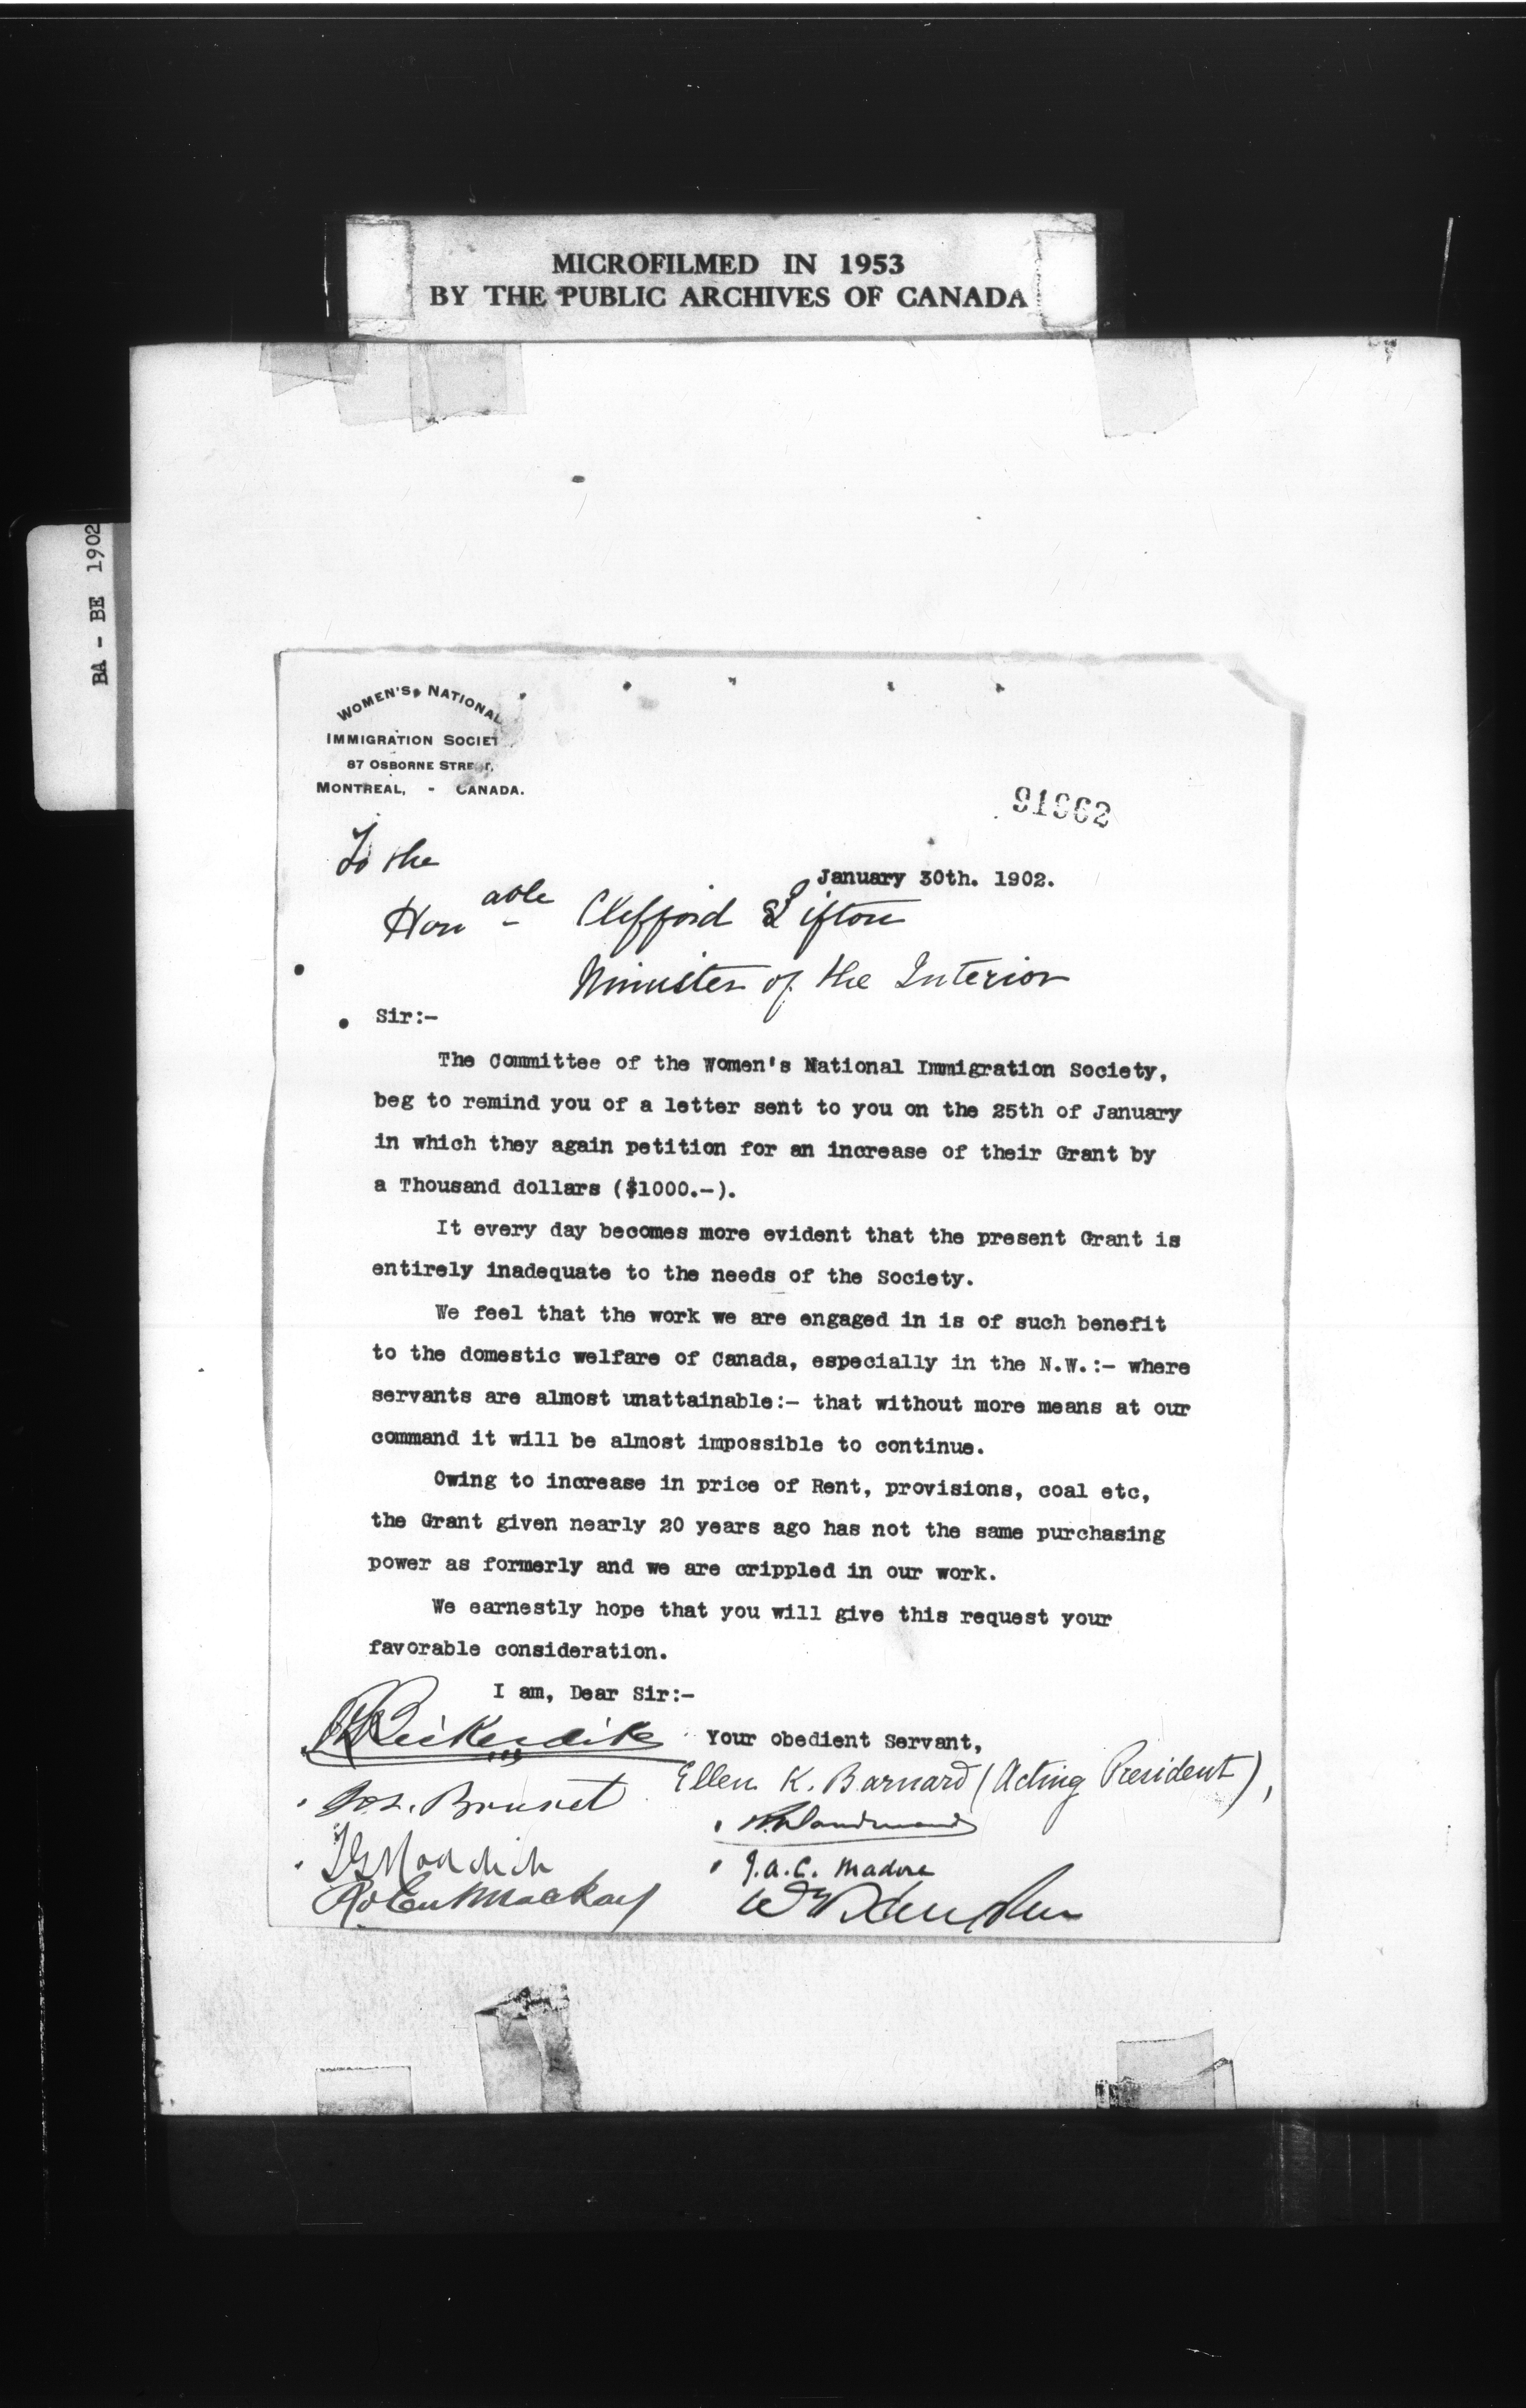 MICROFILMED IN 1953
BY THE PUBLIC ARCHIVES OF CANADA
BA - BE 1902
WOMEN'S NATIONAL
IMMIGRATION SOCIET
87 OSBORNE STREET,
MONTREAL, - CANADA.
91962
To the
January 30th. 1902.
Honable Clifford Sifton
Minister of the Interior
Sir:-
The Committee of the Women's National Immigration Society,
beg to remind you of a letter sent to you on the 25th of January
in which they again petition for an increase of their Grant by
a Thousand dollars ($1000.-).
It every day becomes more evident that the present Grant is
entirely inadequate to the needs of the Society.
We feel that the work we are engaged in is of such benefit
to the domestic welfare of Canada, especially in the N.W.:- where
servants are almost unattainable:- that without more means at our
command it will be almost impossible to continue.
Owing to increase in price of Rent, provisions, coal etc,
the Grant given nearly 20 years ago has not the same purchasing
power as formerly and we are crippled in our work.
We earnestly hope that you will give this request your
favorable consideration.
I am, Dear Sir:-
Your obedient Servant,
Bickerdike
Ellen K. Barnard (Acting President),
Jos. Brunet
J.A.C. Madore
Robert Mackay